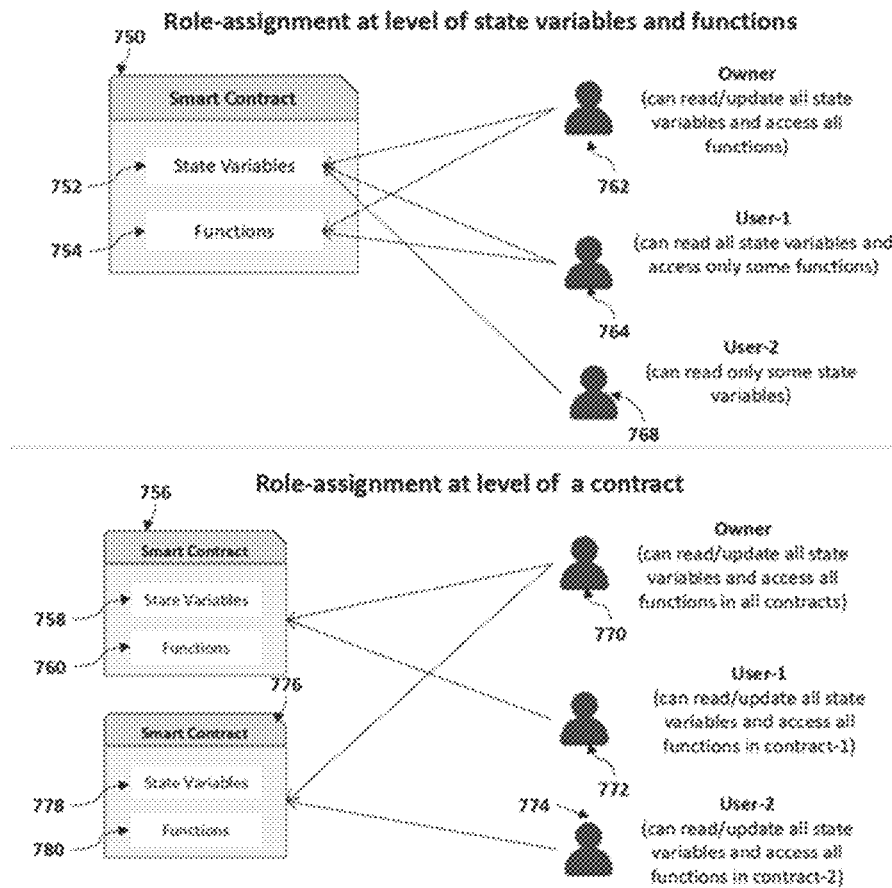 Role-assignment at level of state variables and functions
750
Smart Contract
State Variables
752
Functions
754
Owner
(can read/update all state
variables and access all
functions)
762
User-1
(can read all state variables and
access only some functions)
764
User-2
(can read only some state
variables)
768
Role-assignment at level of a contract
756
Smart Contract
State Variables
758
Functions
760
776
Smart Contract
State Variables
778
Functions
780
Owner
(can read/update all state
variables and access all
functions in all contracts)
770
User-1
(can read/update all state
variables and access all
functions in contract-1)
772
774
User-2
(can read/update all state
variables and access all
functions in contract-2)